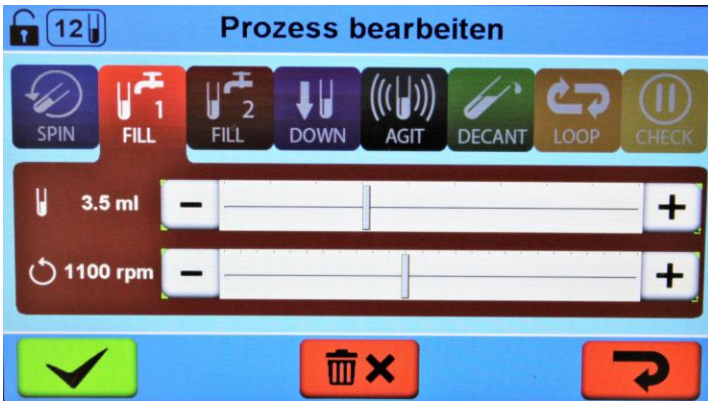 12
Prozess bearbeiten
SPIN
1
FILL
2
FILL
DOWN
AGIT
DECANT
LOOP
CHECK
3.5 ml
- +
1100 rpm
- +